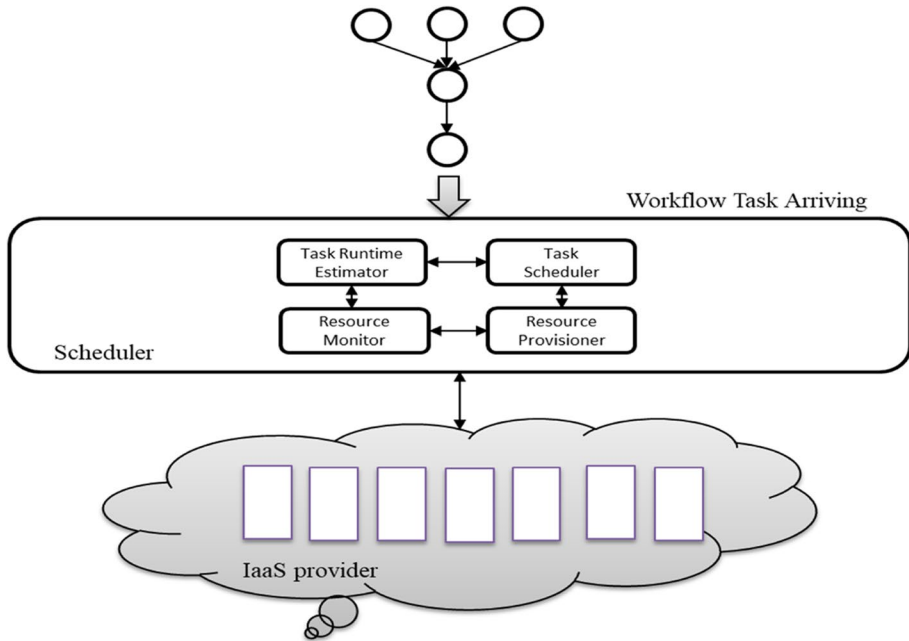 Workflow Task Arriving
Task Runtime
Estimator
Task
Scheduler
Resource
Monitor
Resource
Provisioner
Scheduler
IaaS provider